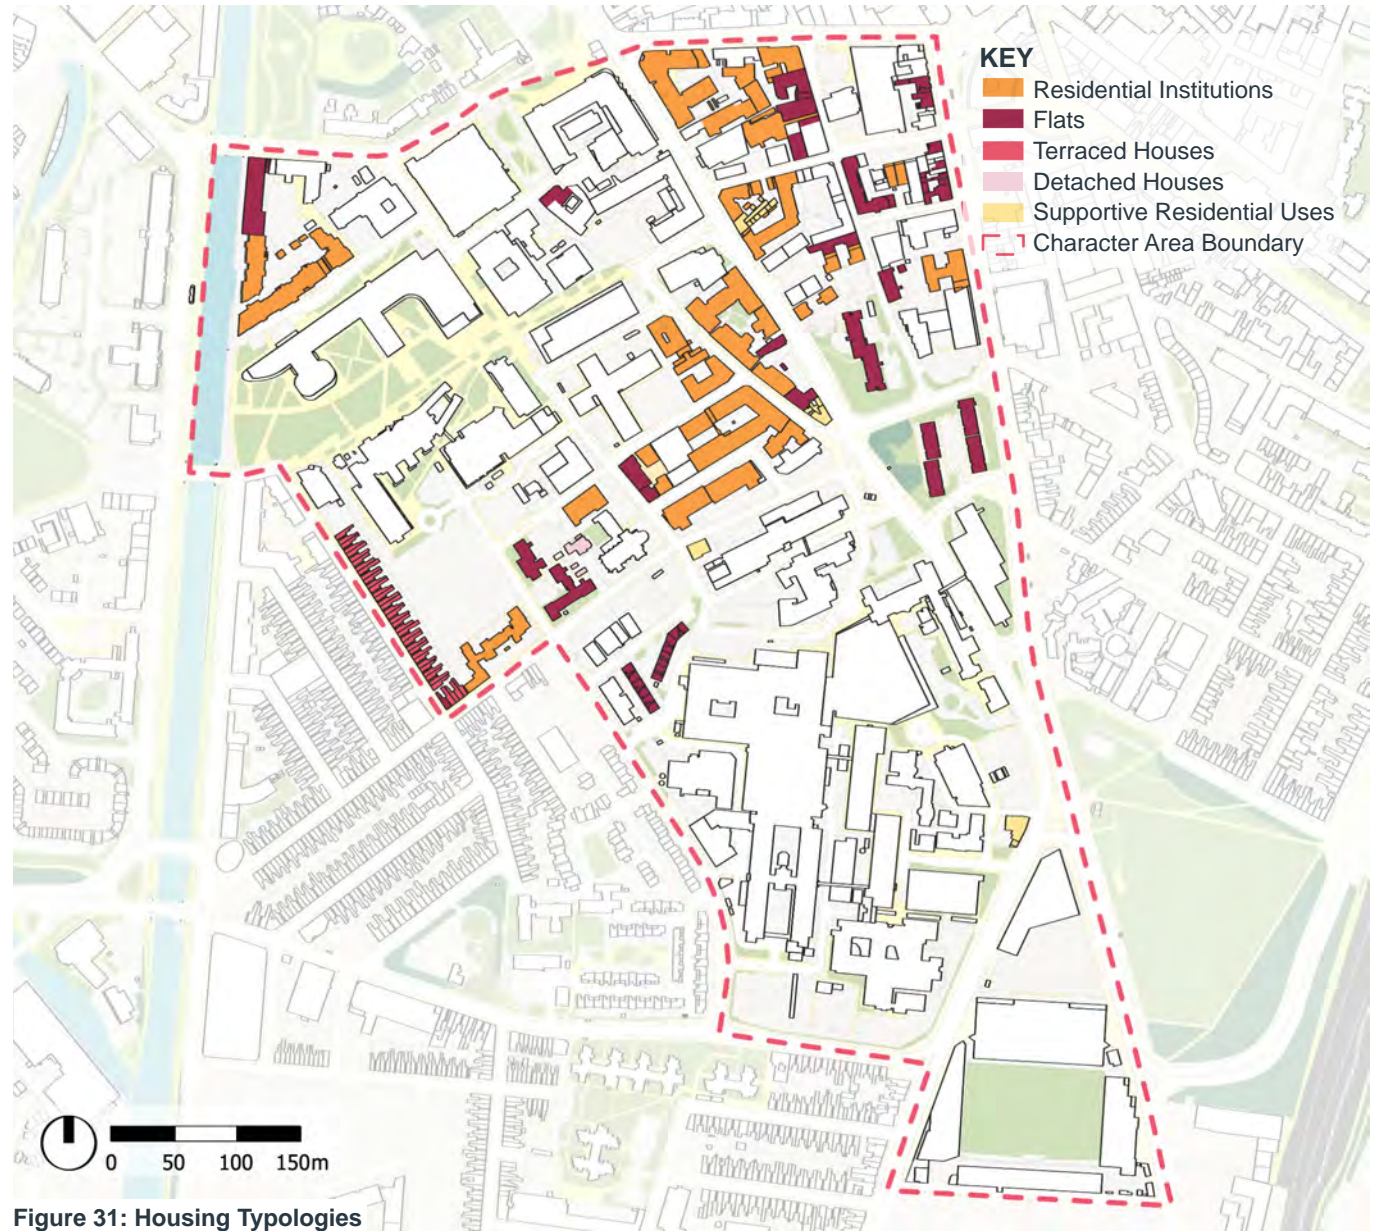 KEY
Residential Institutions
Flats
Terraced Houses
Detached Houses
Supportive Residential Uses
Character Area Boundary
0 50 100 150m
Figure 31: Housing Typologies